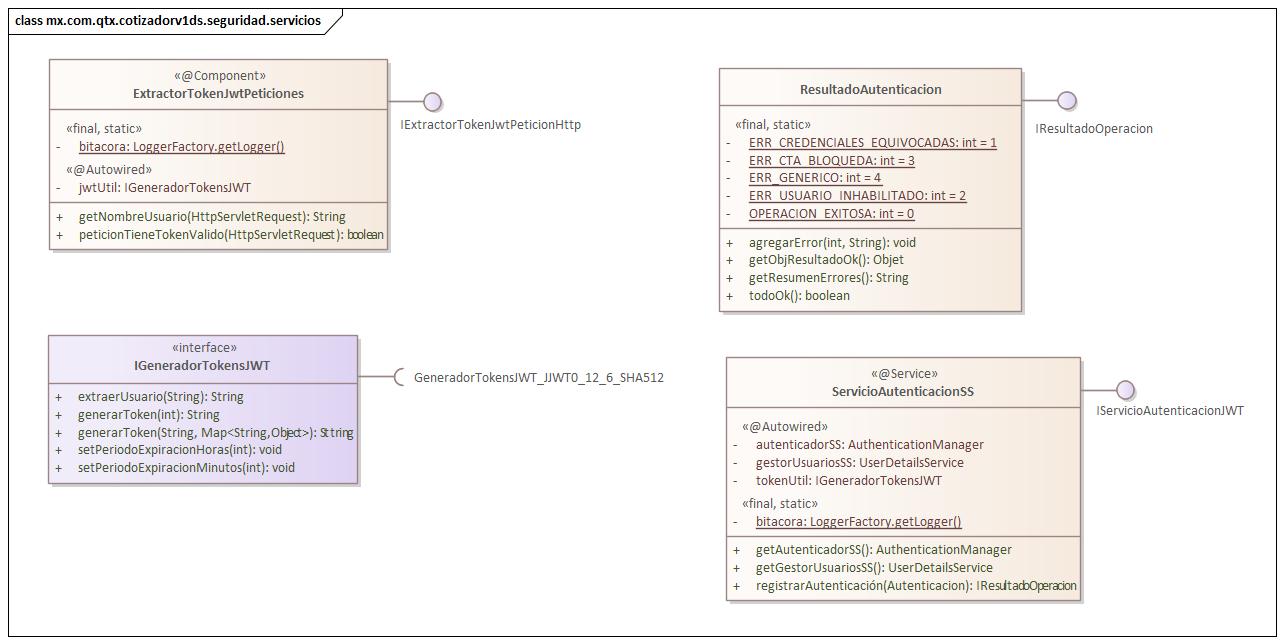 class mx.com.qtx.cotizadorv1ds.seguridad.servicios
«@Component»
ExtractorTokenJwtPeticiones
«final, static»
- bitacora: LoggerFactory.getLogger()
«@Autowired»
- jwtUtil: IGeneradorTokensJWT
+ getNombreUsuario(HttpServletRequest): String
+ peticionTieneTokenValido(HttpServletRequest): boolean
IExtractorTokenJwtPeticionHttp
ResultadoAutenticacion
«final, static»
- ERR_CREDENCIALES_EQUIVOCADAS: int = 1
- ERR_CTA_BLOQUEDA: int = 3
- ERR_GENERICO: int = 4
- ERR_USUARIO_INHABILITADO: int = 2
- OPERACION_EXITOSA: int = 0
+ agregarError(int, String): void
+ getObjResultadoOk(): Objet
+ getResumenErrores(): String
+ todoOk(): boolean
IResultadoOperacion
«interface»
IGeneradorTokensJWT
+ extraerUsuario(String): String
+ generarToken(int): String
+ generarToken(String, Map<String,Object>): String
+ setPeriodoExpiracionHoras(int): void
+ setPeriodoExpiracionMinutos(int): void
GeneradorTokensJWT_JJWT0_12_6_SHA512
«@Service»
ServicioAutenticacionSS
«@Autowired»
- autenticadorSS: AuthenticationManager
- gestorUsuariosSS: UserDetailsService
- tokenUtil: IGeneradorTokensJWT
«final, static»
- bitacora: LoggerFactory.getLogger()
+ getAutenticadorSS(): AuthenticationManager
+ getGestorUsuariosSS(): UserDetailsService
+ registrarAutenticación(Autenticacion): IResultadoOperacion
IServicioAutenticacionJWT